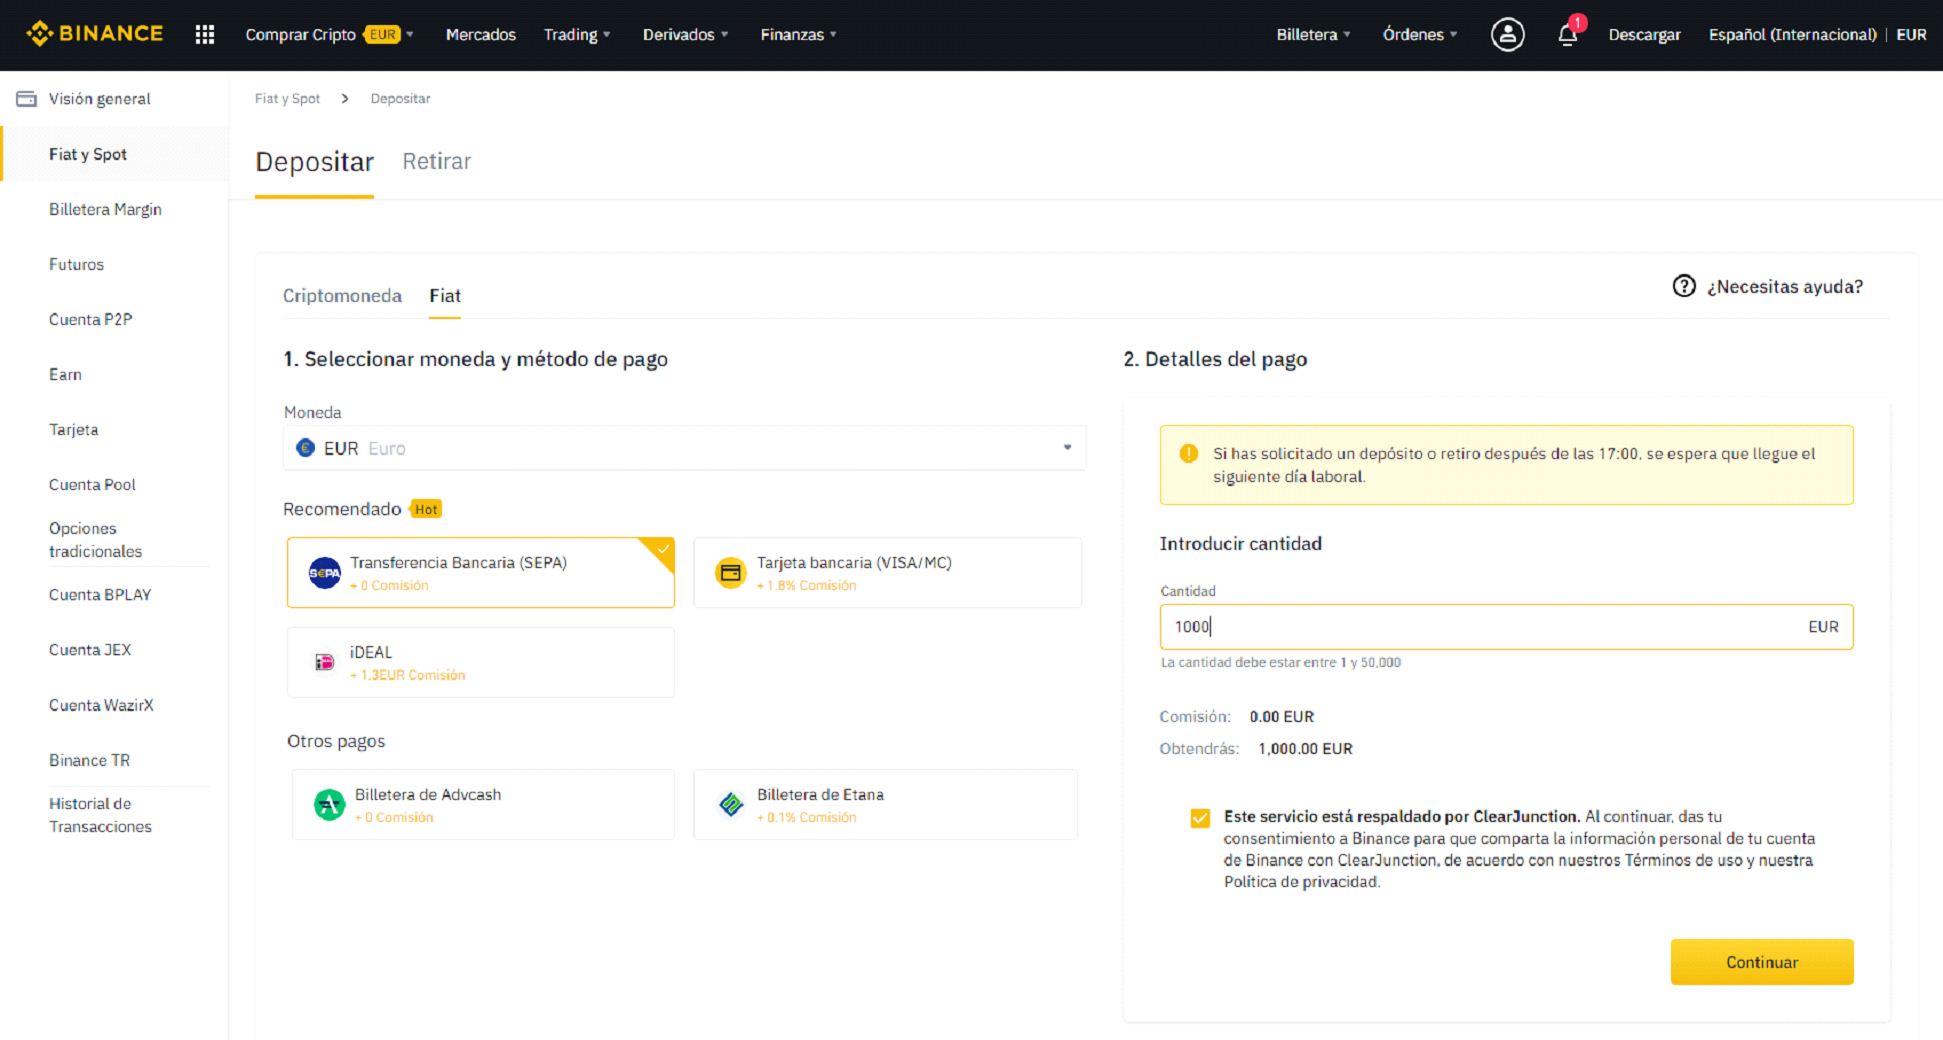 BINANCE
Comprar Cripto EUR
Mercados
Trading
Derivados
Finanzas
Billetera
Órdenes
1
Descargar
Español (Internacional) | EUR
Visión general
Fiat y Spot
Billetera Margin
Futuros
Cuenta P2P
Earn
Tarjeta
Cuenta Pool
Opciones
tradicionales
Cuenta BPLAY
Cuenta JEX
Cuenta WazirX
Binance TR
Historial de
Transacciones
Fiat y Spot > Depositar
Depositar Retirar
Criptomoneda Fiat
¿Necesitas ayuda?
1. Seleccionar moneda y método de pago
Moneda
EUR Euro
Recomendado Hot
SEPA
Transferencia Bancaria (SEPA)
+ 0 Comisión
Tarjeta bancaria (VISA/MC)
+ 1.8% Comisión
iDEAL
+ 1.3EUR Comisión
Otros pagos
Billetera de Advcash
+ 0 Comisión
Billetera de Etana
+ 0.1% Comisión
2. Detalles del pago
Si has solicitado un depósito o retiro después de las 17:00, se espera que llegue el
siguiente día laboral.
Introducir cantidad
Cantidad
1000 EUR
La cantidad debe estar entre 1 y 50,000
Comisión: 0.00 EUR
Obtendrás: 1,000.00 EUR
Este servicio está respaldado por ClearJunction. Al continuar, das tu
consentimiento a Binance para que comparta la información personal de tu cuenta
de Binance con ClearJunction, de acuerdo con nuestros Términos de uso y nuestra
Política de privacidad.
Continuar